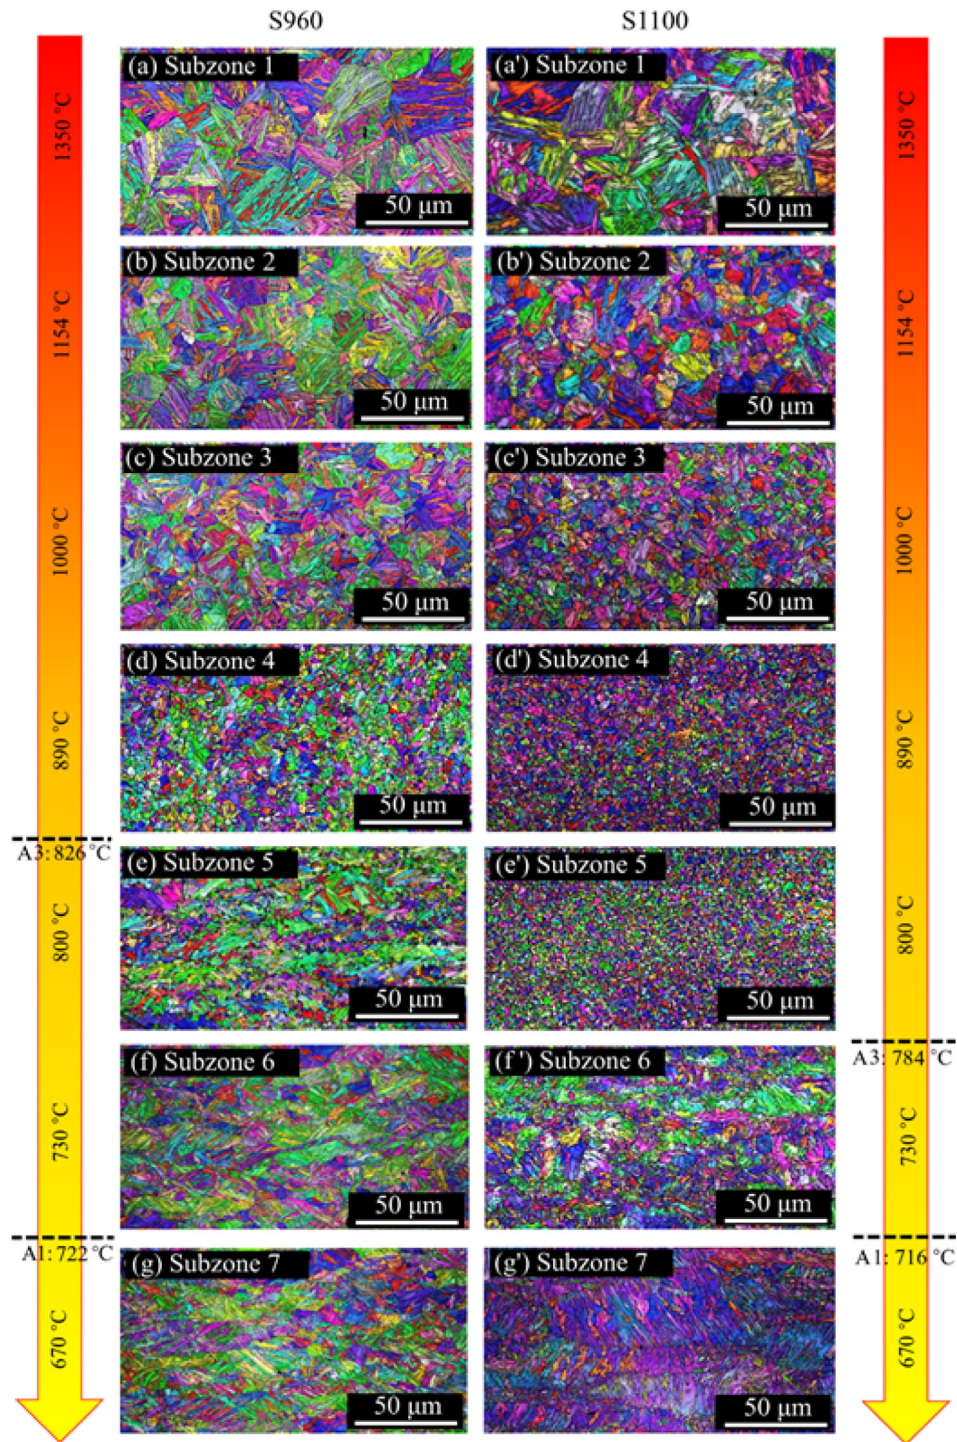 S960 S1100
1350 °C
(a) Subzone 1
50 μm
(a') Subzone 1
50 μm
1350 °C
1154 °C
(b) Subzone 2
50 μm
(b') Subzone 2
50 μm
1154 °C
1000 °C
(c) Subzone 3
50 μm
(c') Subzone 3
50 μm
1000 °C
890 °C
(d) Subzone 4
50 μm
(d') Subzone 4
50 μm
890 °C
A3: 826 °C
800 °C
(e) Subzone 5
50 μm
(e') Subzone 5
50 μm
800 °C
A3: 784 °C
730 °C
(f) Subzone 6
50 μm
(f ') Subzone 6
50 μm
730 °C
A1: 722 °C
A1: 716 °C
670 °C
(g) Subzone 7
50 μm
(g') Subzone 7
50 μm
670 °C